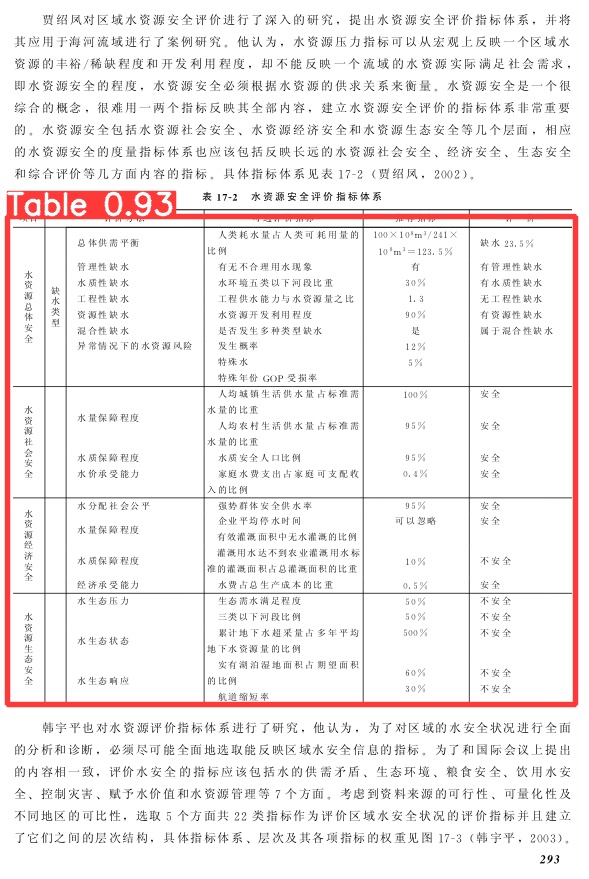 贾绍凤对区域水资源安全评价进行了深入的研究，提出水资源安全评价指标体系，并将
其应用于海河流域进行了案例研究。他认为，水资源压力指标可以从宏观上反映一个区域水
资源的丰裕/稀缺程度和开发利用程度，却不能反映一个流域的水资源实际满足社会需求，
即水资源安全的程度，水资源安全必须根据水资源的供求关系来衡量。水资源安全是一个很
综合的概念，很难用一两个指标反映其全部内容，建立水资源安全评价的指标体系非常重要
的。水资源安全包括水资源社会安全、水资源经济安全和水资源生态安全等几个层面，相应
的水资源安全的度量指标体系也应该包括反映长远的水资源社会安全、经济安全、生态安全
和综合评价等几方面内容的指标。具体指标体系见表 17-2（贾绍凤，2002）。
Table 0.93
表 17-2 水资源安全评价指标体系
水资源总体安全
缺水类型
总体供需平衡 人类耗水量占人类可耗用量的比例 100×10⁸m³/241×10⁸m³=123.5% 缺水 23.5%
管理性缺水 有无不合理用水现象 有 有管理性缺水
水质性缺水 水环境五类以下河段比重 30% 有水质性缺水
工程性缺水 工程供水能力与水资源量之比 1.3 无工程性缺水
资源性缺水 水资源开发利用程度 90% 有资源性缺水
混合性缺水 是否发生多种类型缺水 是 属于混合性缺水
异常情况下的水资源风险 发生概率 12%
特殊水 5%
特殊年份 GOP 受损率
水资源社会安全
水量保障程度
人均城镇生活供水量占标准需水量的比重 100% 安全
人均农村生活供水量占标准需水量的比重 95% 安全
水质保障程度 水质安全人口比例 95% 安全
水价承受能力 家庭水费支出占家庭可支配收入的比例 0.4% 安全
水资源经济安全
水分配社会公平 强势群体安全供水率 95% 安全
水量保障程度 企业平均停水时间 可以忽略 安全
有效灌溉面积中无水灌溉的比例
水质保障程度 灌溉用水达不到农业灌溉用水标准的灌溉面积占总灌溉面积的比重 10% 不安全
经济承受能力 水费占总生产成本的比重 0.5% 安全
水资源生态安全
水生态压力 生态需水满足程度 50% 不安全
水生态状态 三类以下河段比例 50% 不安全
累计地下水超采量占多年平均地下水资源量的比例 500% 不安全
水生态响应 实有湖泊湿地面积占期望面积的比例 60% 不安全
航道缩短率 30% 不安全
韩宇平也对水资源评价指标体系进行了研究，他认为，为了对区域的水安全状况进行全面
的分析和诊断，必须尽可能全面地选取能反映区域水安全信息的指标。为了和国际会议上提出
的内容相一致，评价水安全的指标应该包括水的供需矛盾、生态环境、粮食安全、饮用水安
全、控制灾害、赋予水价值和水资源管理等 7 个方面。考虑到资料来源的可行性、可量化性及
不同地区的可比性，选取 5 个方面共 22 类指标作为评价区域水安全状况的评价指标并且建立
了它们之间的层次结构，具体指标体系、层次及其各项指标的权重见图 17-3（韩宇平，2003）。
293